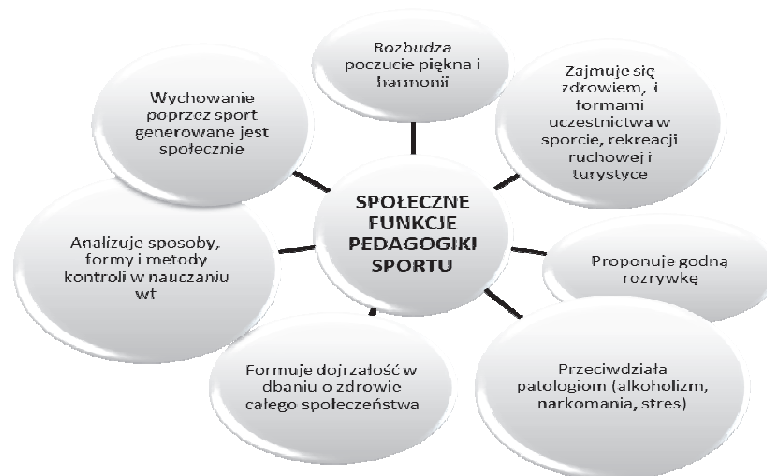 Rozbudza
poczucie piękna i
harmonii
Zajmuje się
zdrowiem, i
formami
uczestnictwa w
sporcie, rekreacji
ruchowej i
turystyce
Wychowanie
poprzez sport
generowane jest
społecznie
SPOŁECZNE
FUNKCJE
PEDAGOGIKI
SPORTU
Analizuje sposoby,
formy i metody
kontroli w nauczaniu
wf
Proponuje godną
rozrywkę
Formuje dojrzałość w
dbaniu o zdrowie
całego społeczeństwa
Przeciwdziała
patologiom (alkoholizm,
narkomania, stres)